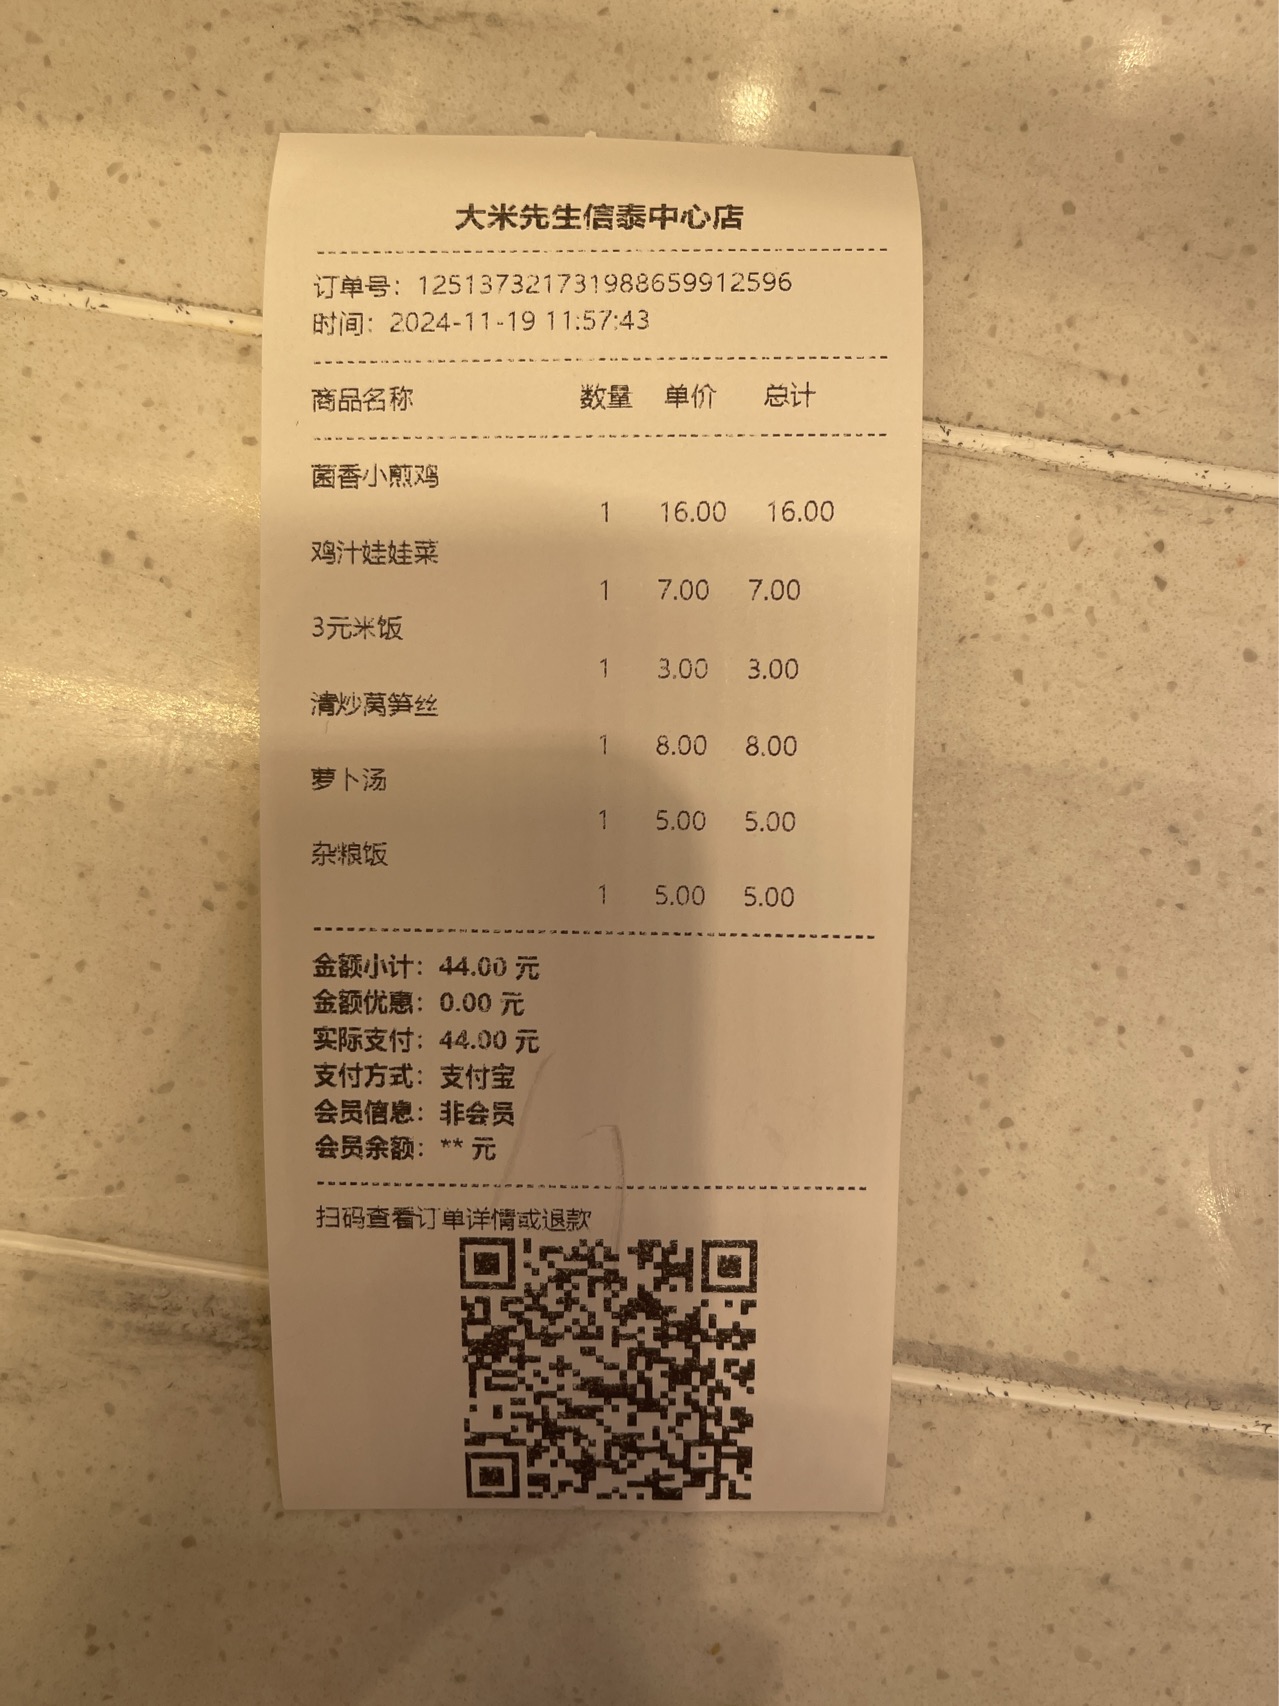 大米先生信泰中心店
订单号：125137321731988659912596
时间：2024-11-19 11:57:43
商品名称 数量 单价 总计
菌香小煎鸡
1 16.00 16.00
鸡汁娃娃菜
1 7.00 7.00
3元米饭
1 3.00 3.00
清炒莴笋丝
1 8.00 8.00
萝卜汤
1 5.00 5.00
杂粮饭
1 5.00 5.00
金额小计：44.00 元
金额优惠：0.00 元
实际支付：44.00 元
支付方式：支付宝
会员信息：非会员
会员余额：** 元
扫码查看订单详情或退款